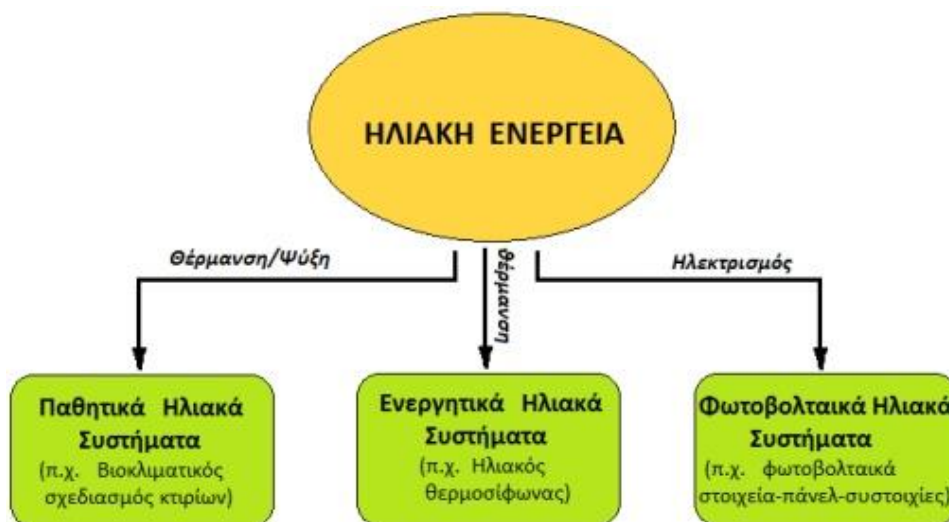 ΗΛΙΑΚΗ ΕΝΕΡΓΕΙΑ
Θέρμανση/Ψύξη
θέρμανση
Ηλεκτρισμός
Παθητικά Ηλιακά
Συστήματα
(π.χ. Βιοκλιματικός
σχεδιασμός κτιρίων)
Ενεργητικά Ηλιακά
Συστήματα
(π.χ. Ηλιακός
θερμοσίφωνας)
Φωτοβολταικά Ηλιακά
Συστήματα
(π.χ. φωτοβολταικά
στοιχεία-πάνελ-συστοιχίες)